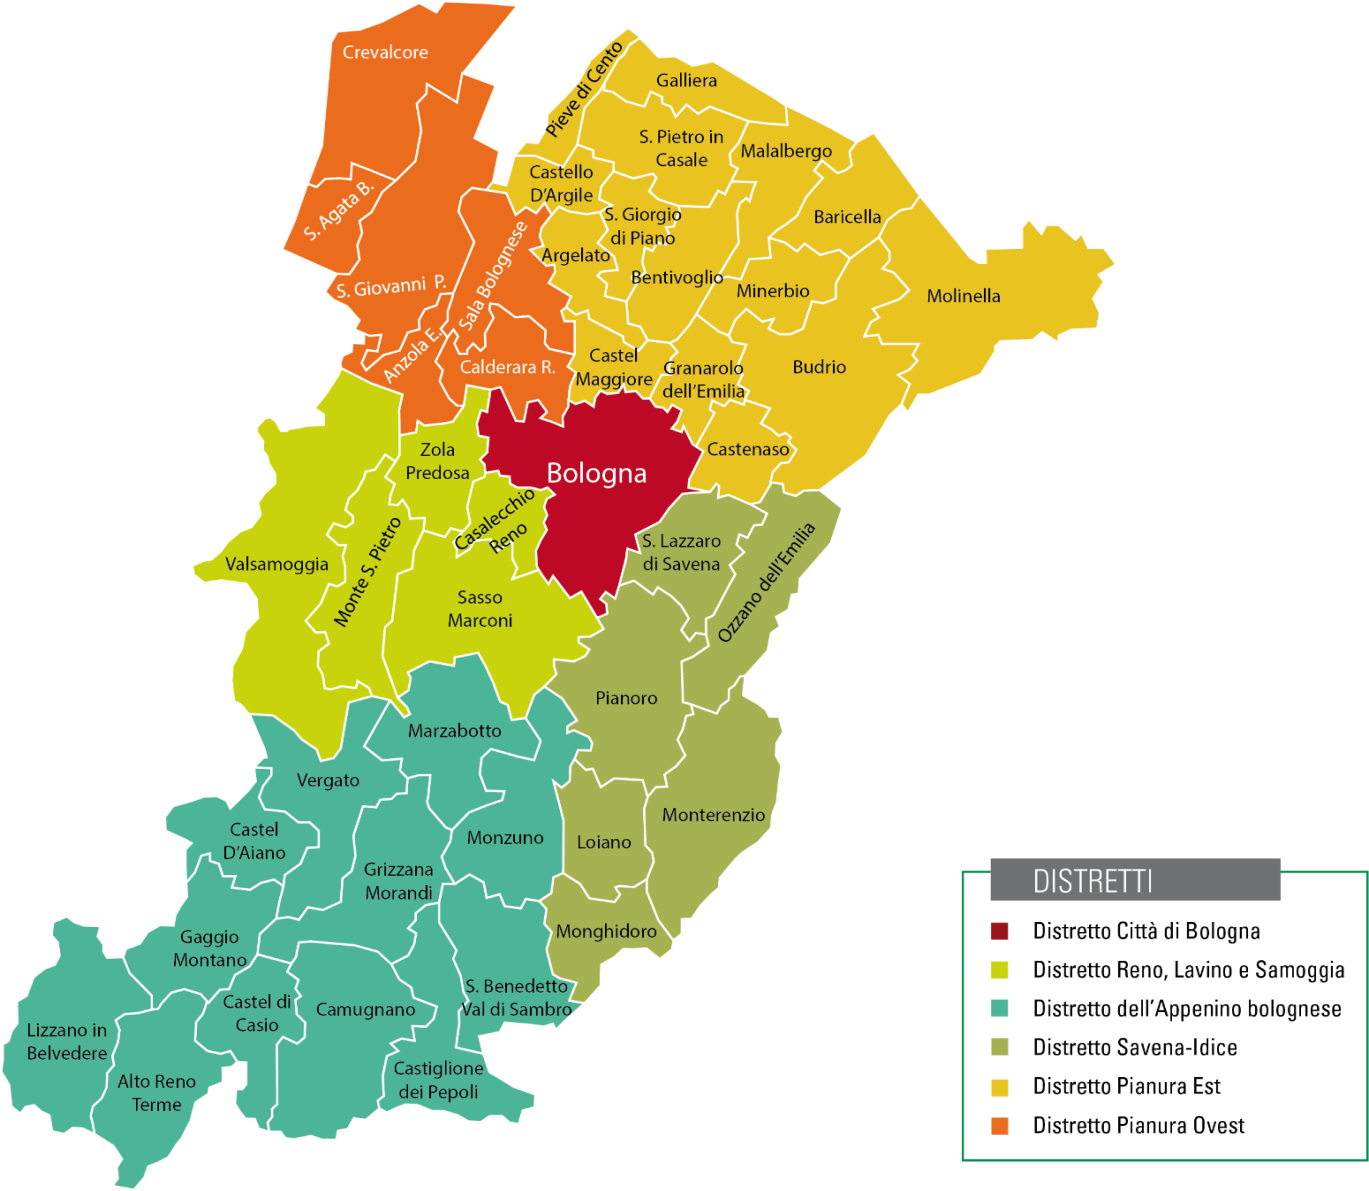 Crevalcore
Pieve di Cento
Galliera
S. Pietro in
Casale
Malalbergo
Castello
D'Argile
S. Agata B.
S. Giorgio
di Piano
Baricella
Argelato
Sala Bolognese
Bentivoglio
S. Giovanni P.
Minerbio
Molinella
Anzola E.
Calderara R.
Castel
Maggiore
Granarolo
dell'Emilia
Budrio
Zola
Predosa
Bologna
Castenaso
Casalecchio
Reno
S. Lazzaro
di Savena
Ozzano dell'Emilia
Valsamoggia
Monte S. Pietro
Sasso
Marconi
Pianoro
Marzabotto
Vergato
Monterenzio
Castel
D'Aiano
Monzuno
Loiano
Grizzana
Morandi
Gaggio
Montano
Monghidoro
S. Benedetto
Val di Sambro
Castel di
Casio
Camugnano
Lizzano in
Belvedere
Alto Reno
Terme
Castiglione
dei Pepoli
DISTRETTI
Distretto Città di Bologna
Distretto Reno, Lavino e Samoggia
Distretto dell'Appenino bolognese
Distretto Savena-Idice
Distretto Pianura Est
Distretto Pianura Ovest